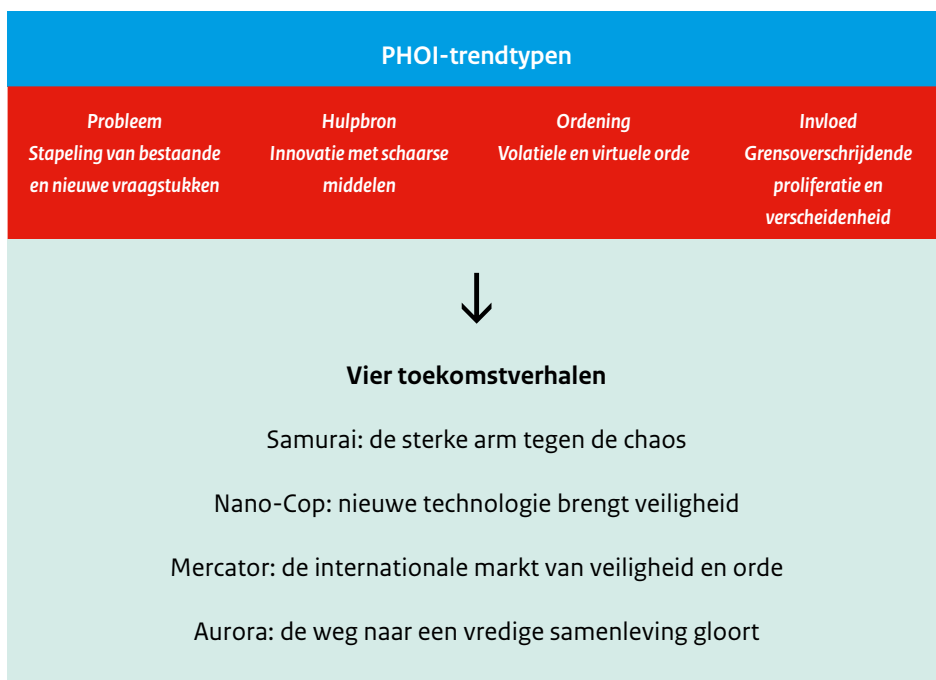 PHOI-trendtypen
Probleem
Stapeling van bestaande
en nieuwe vraagstukken
Hulpbron
Innovatie met schaarse
middelen
Ordening
Volatiele en virtuele orde
Invloed
Grensoverschrijdende
proliferatie en
verscheidenheid
↓
Vier toekomstverhalen
Samurai: de sterke arm tegen de chaos
Nano-Cop: nieuwe technologie brengt veiligheid
Mercator: de internationale markt van veiligheid en orde
Aurora: de weg naar een vredige samenleving gloort